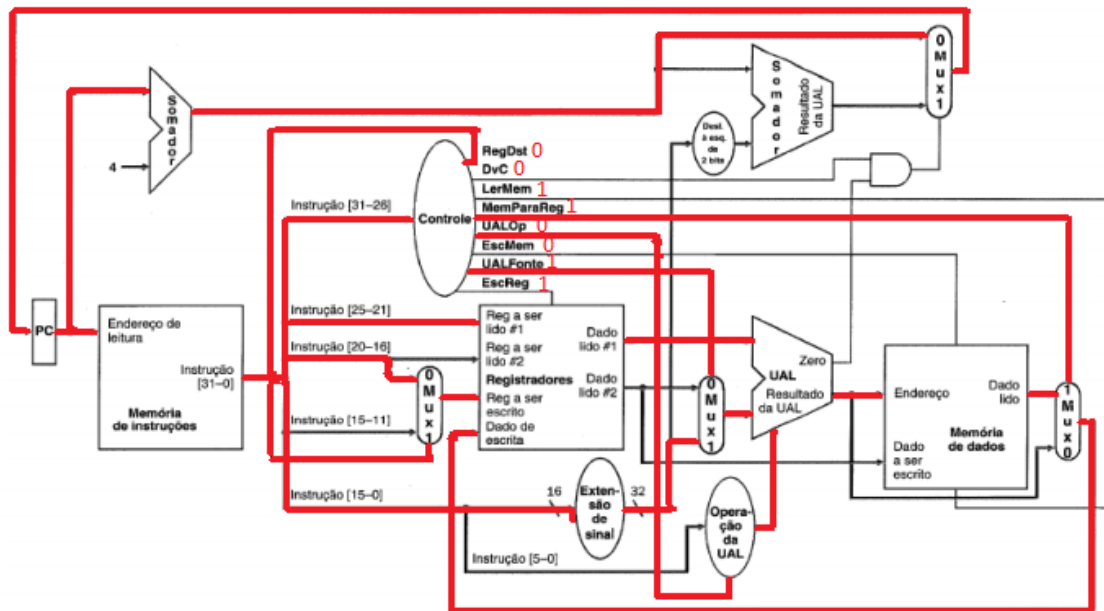 0
Mux
1
Somador
4
Somador
Resultado
da UAL
Desl.
à esq.
de
2 bits
RegDst 0
DvC 0
LerMem 1
MemParaReg 1
UALOp 0
EscMem 0
UALFonte 1
EscReg 1
Instrução [31–26]
Controle
PC
Endereço de
leitura
Instrução
[31–0]
Memória
de instruções
Instrução [25–21]
Instrução [20–16]
Instrução [15–11]
Instrução [15–0]
0
Mux
1
Reg a ser
lido #1
Reg a ser
lido #2
Registradores
Reg a ser
escrito
Dado de
escrita
Dado
lido #1
Dado
lido #2
0
Mux
1
Zero
UAL
Resultado
da UAL
Endereço
Dado
lido
Memória
de dados
Dado
a ser
escrito
1
Mux
0
16
Exten-
são de
sinal
32
Instrução [5–0]
Opera-
ção da
UAL